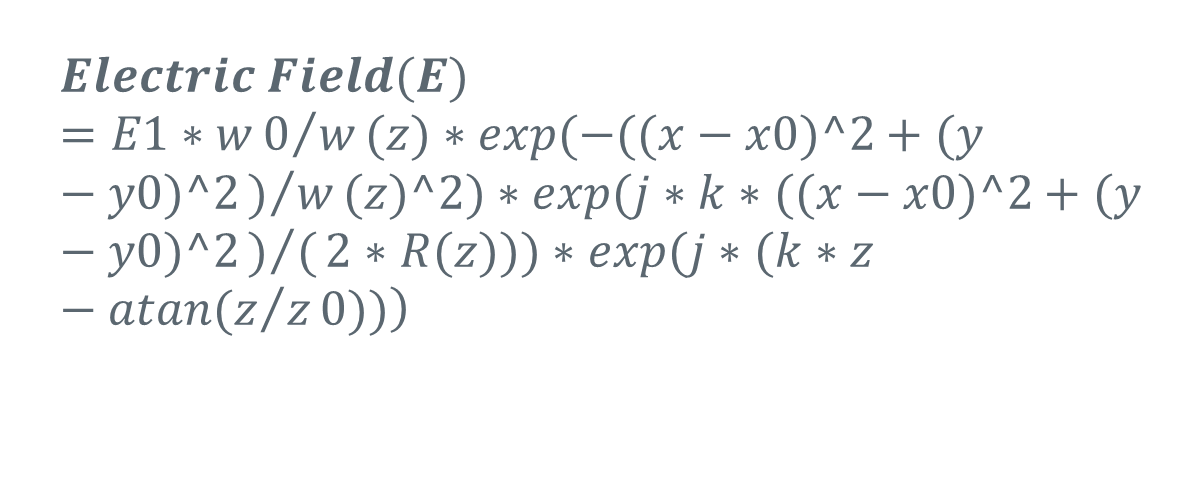 Electric Field(E)
= E1 * w 0/w (z) * exp(−((x − x0)^2 + (y
− y0)^2 )/w (z)^2) * exp(j * k * ((x − x0)^2 + (y
− y0)^2 )/( 2 * R(z))) * exp(j * (k * z
− atan(z/z 0)))